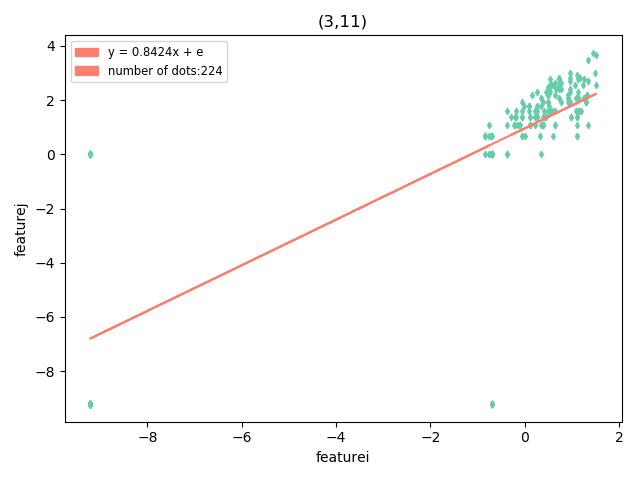 (3,11)
y = 0.8424x + e
number of dots:224
4
2
0
−2
−4
−6
−8
featurej
−8 −6 −4 −2 0 2
featurei